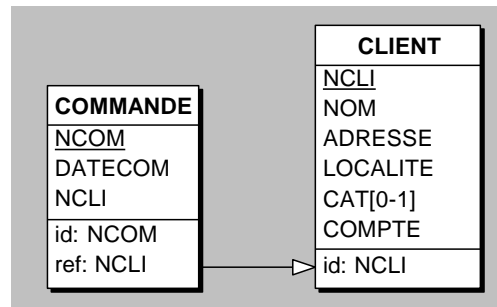 COMMANDE
NCOM
DATECOM
NCLI
id: NCOM
ref: NCLI
CLIENT
NCLI
NOM
ADRESSE
LOCALITE
CAT[0-1]
COMPTE
id: NCLI